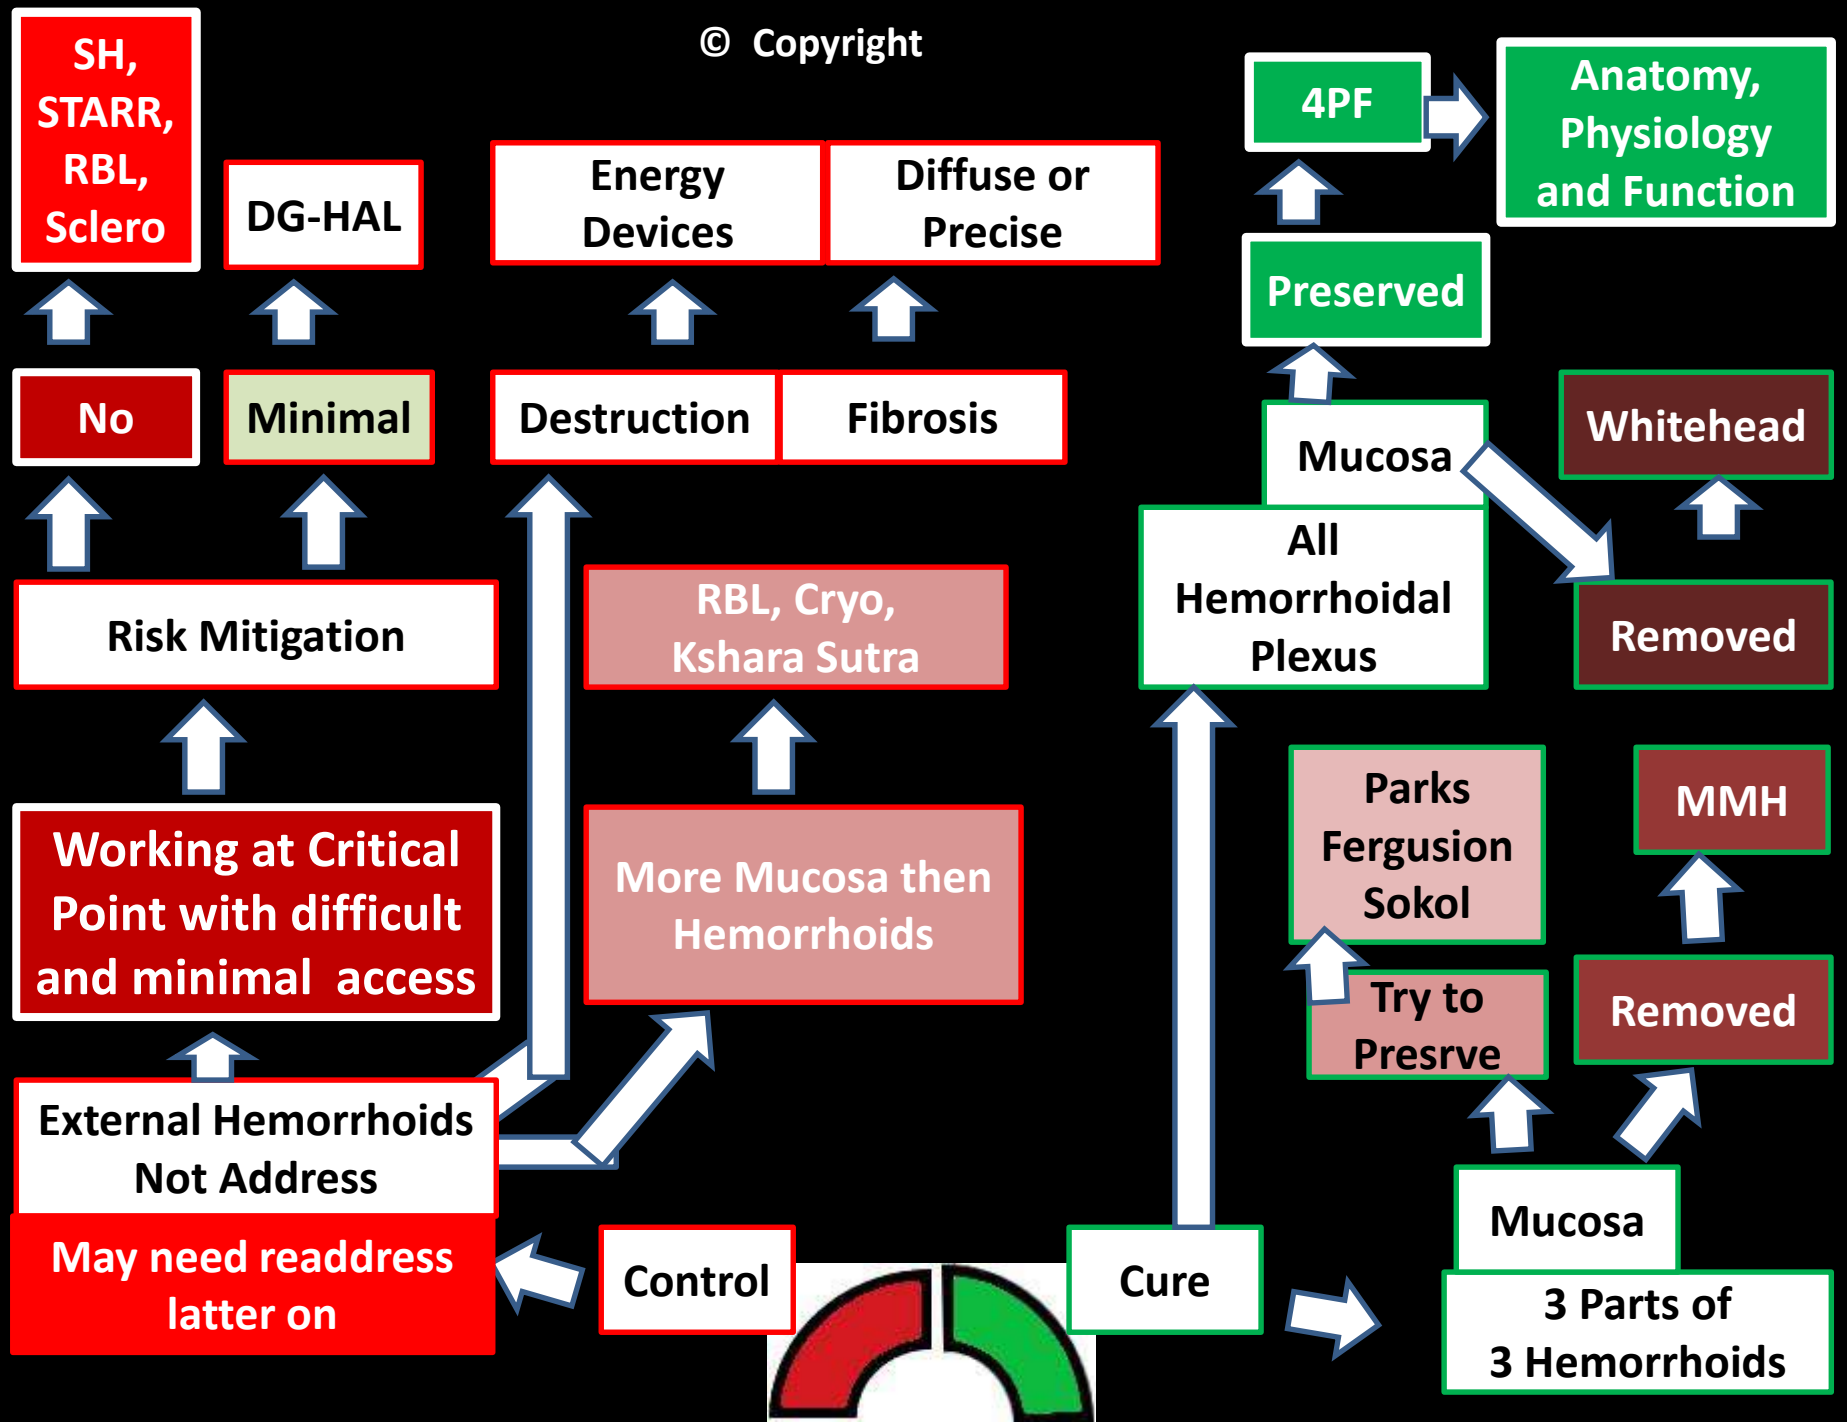 © Copyright
SH,
STARR,
RBL,
Sclero
DG-HAL
Energy
Devices
Diffuse or
Precise
4PF
Anatomy,
Physiology
and Function
Preserved
No
Minimal
Destruction
Fibrosis
Mucosa
Whitehead
All
Hemorrhoidal
Plexus
Removed
Risk Mitigation
RBL, Cryo,
Kshara Sutra
Working at Critical
Point with difficult
and minimal access
More Mucosa then
Hemorrhoids
Parks
Fergusion
Sokol
MMH
Try to
Presrve
Removed
External Hemorrhoids
Not Address
May need readdress
latter on
Control
Cure
Mucosa
3 Parts of
3 Hemorrhoids